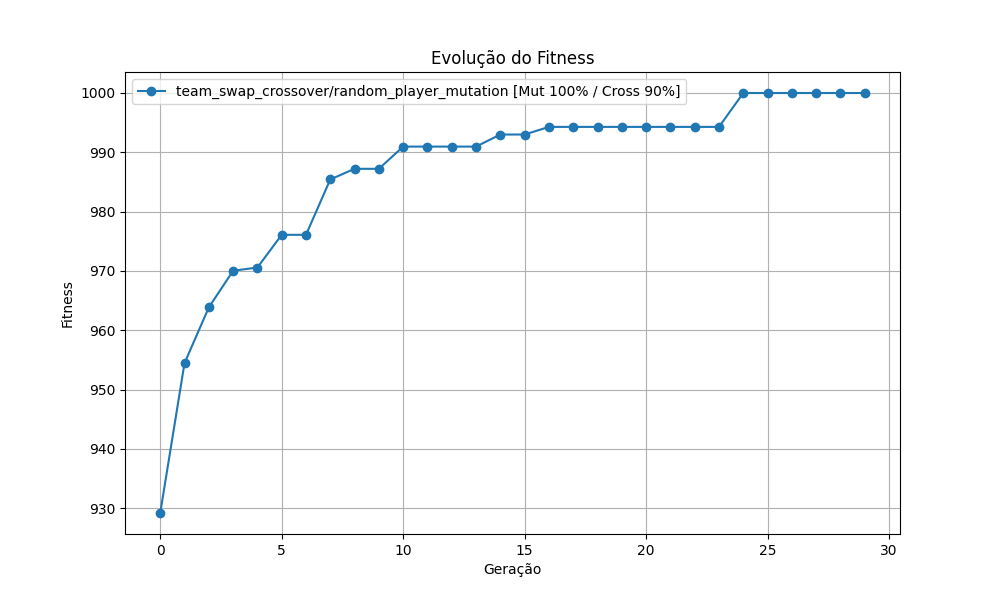 Evolução do Fitness
team_swap_crossover/random_player_mutation [Mut 100% / Cross 90%]
1000
990
980
970
960
950
940
930
Fitness
0 5 10 15 20 25 30
Geração